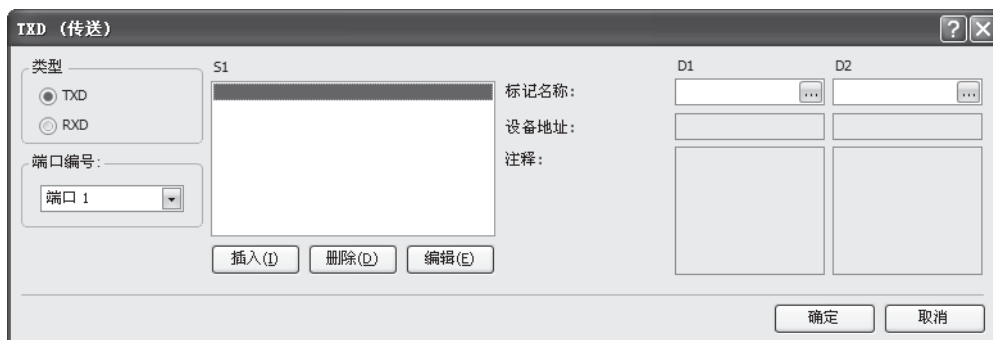 TXD (传送)
类型
TXD
RXD
端口编号:
端口 1
S1
插入(I)
删除(D)
编辑(E)
D1
D2
标记名称:
...
...
设备地址:
注释:
确定
取消